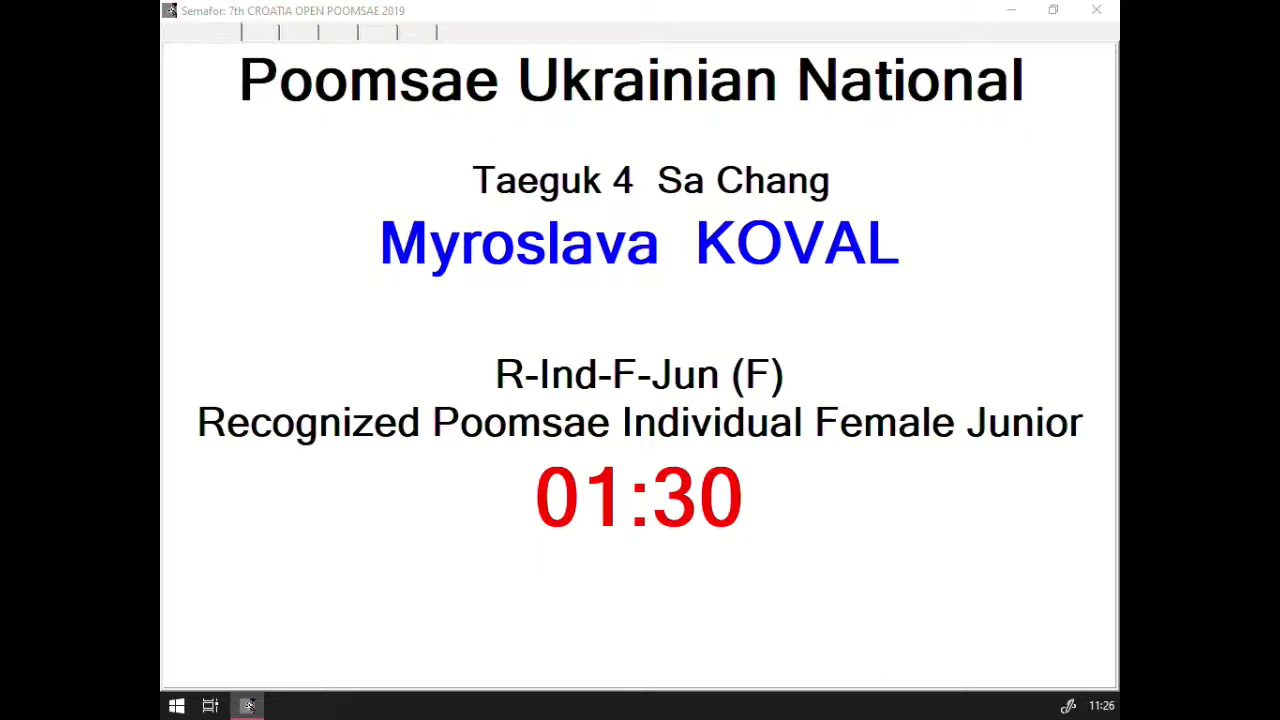 Semafor: 7th CROATIA OPEN POOMSAE 2019
Poomsae Ukrainian National
Taeguk 4  Sa Chang
Myroslava  KOVAL
R-Ind-F-Jun (F)
Recognized Poomsae Individual Female Junior
01:30
11:26